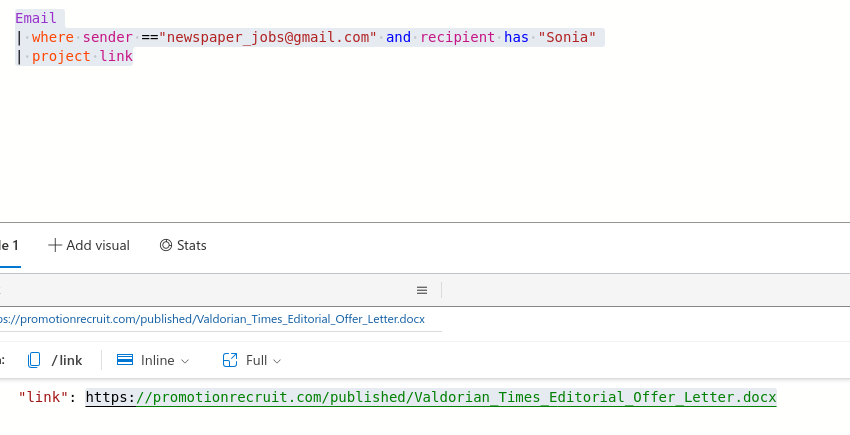 Email
| where sender =="newspaper_jobs@gmail.com" and recipient has "Sonia"
| project link
le 1 Add visual Stats
ps://promotionrecruit.com/published/Valdorian_Times_Editorial_Offer_Letter.docx
: /link Inline Full
"link": https://promotionrecruit.com/published/Valdorian_Times_Editorial_Offer_Letter.docx